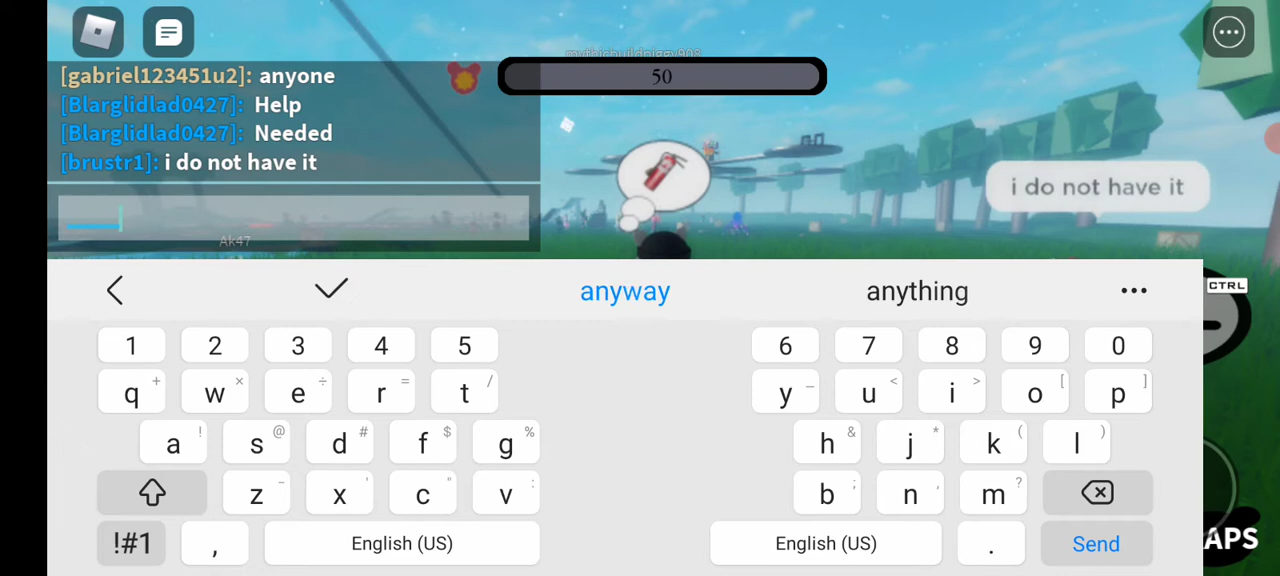 mythicbuildpiggy908
[gabriel123451u2]: anyone
50
[Blarglidlad0427]: Help
[Blarglidlad0427]: Needed
[brustr1]: i do not have it
i do not have it
Ak47
CTRL
anyway anything
1 2 3 4 5 6 7 8 9 0
q + w × e ÷ r = t / y _ u < i > o [ p ]
a ! s @ d # f $ g % h & j * k ( l )
z - x ' c " v : b ; n , m ?
!#1 , English (US) English (US) . Send
APS